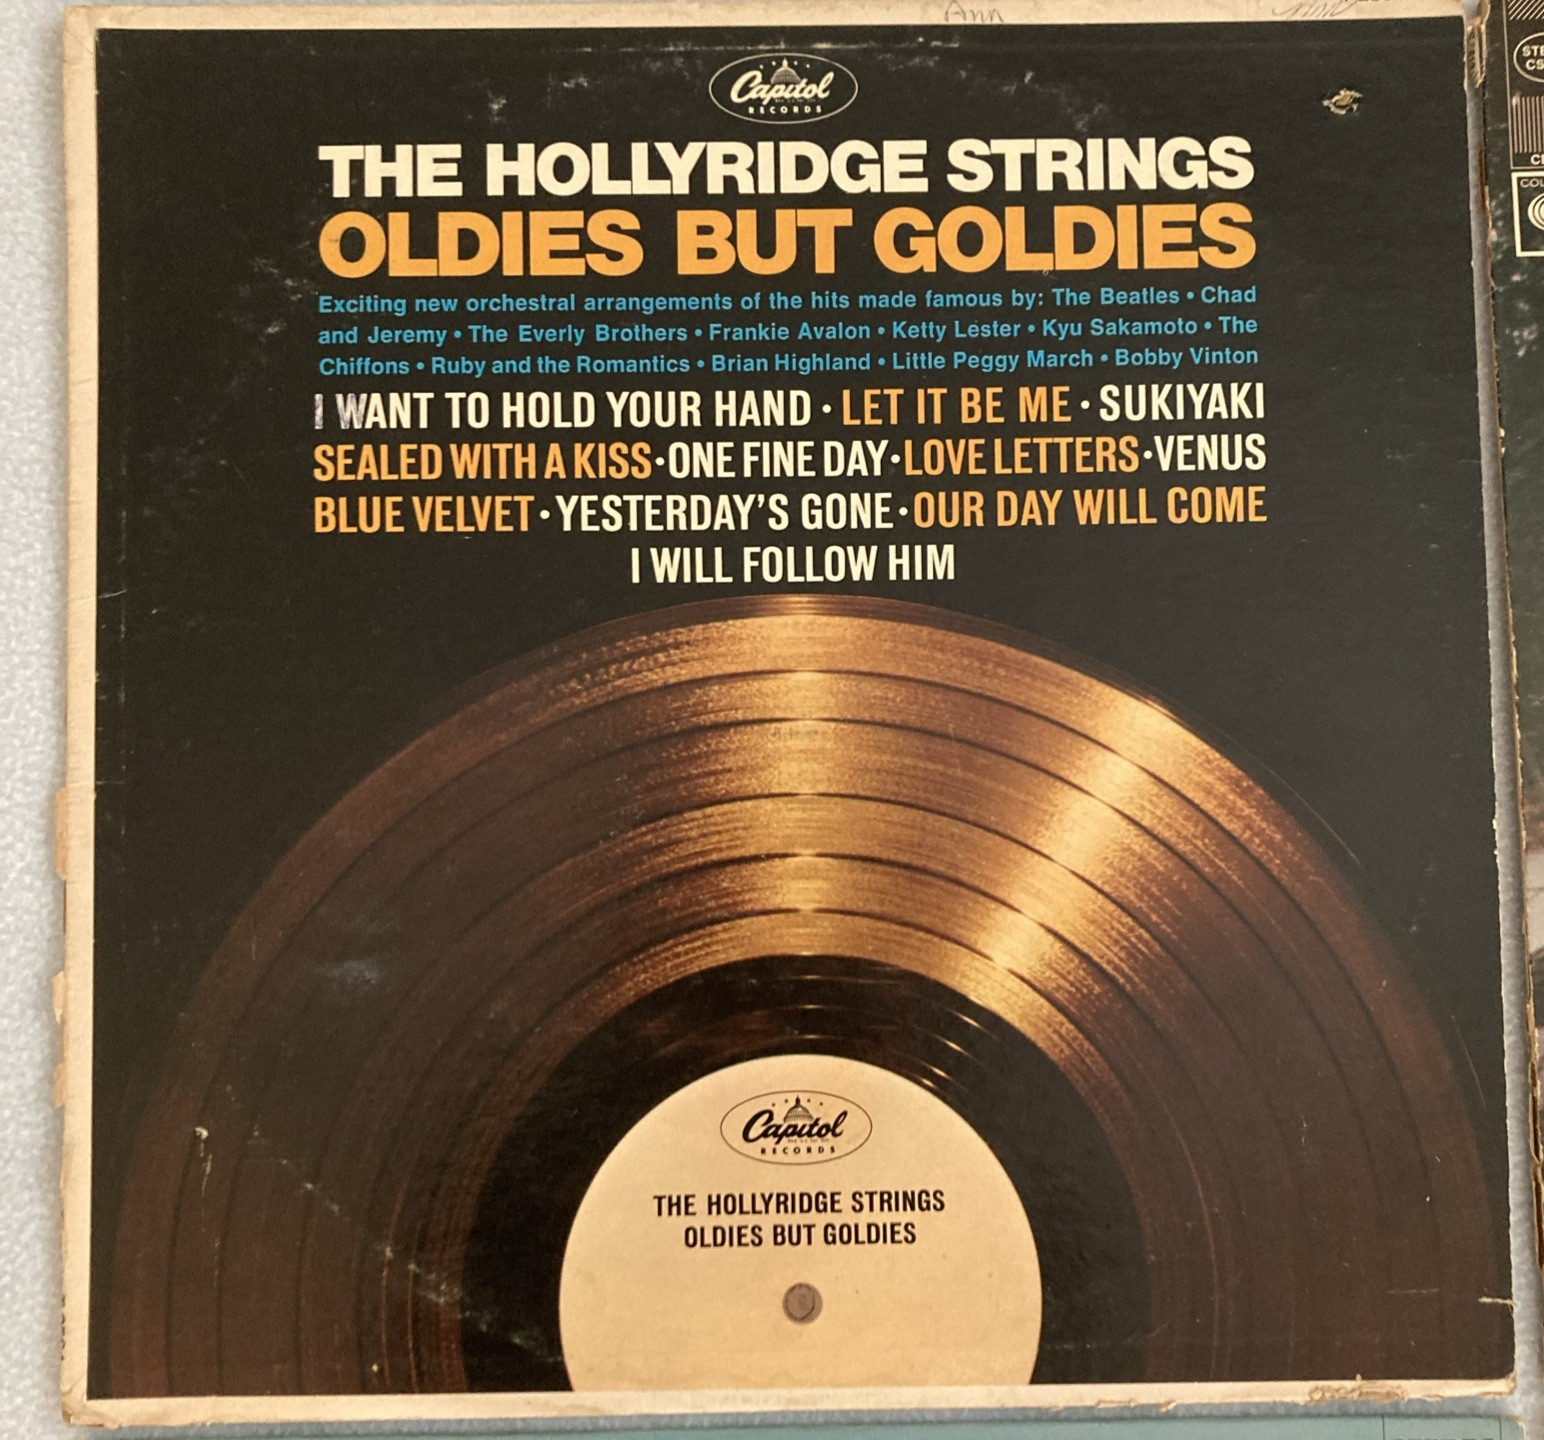 Ann
Capitol
RECORDS
THE HOLLYRIDGE STRINGS
OLDIES BUT GOLDIES
Exciting new orchestral arrangements of the hits made famous by: The Beatles • Chad
and Jeremy • The Everly Brothers • Frankie Avalon • Ketty Lester • Kyu Sakamoto • The
Chiffons • Ruby and the Romantics • Brian Highland • Little Peggy March • Bobby Vinton
I WANT TO HOLD YOUR HAND · LET IT BE ME · SUKIYAKI
SEALED WITH A KISS · ONE FINE DAY · LOVE LETTERS · VENUS
BLUE VELVET · YESTERDAY'S GONE · OUR DAY WILL COME
I WILL FOLLOW HIM
Capitol
RECORDS
THE HOLLYRIDGE STRINGS
OLDIES BUT GOLDIES